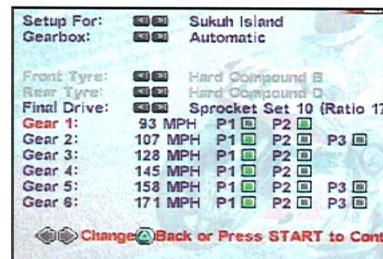 Setup For: Sukuh Island
Gearbox: Automatic
Front Tyre: Hard Compound B
Rear Tyre: Hard Compound D
Final Drive: Sprocket Set 10 (Ratio 17
Gear 1: 93 MPH P1 P2
Gear 2: 107 MPH P1 P2 P3
Gear 3: 128 MPH P1 P2
Gear 4: 145 MPH P1 P2
Gear 5: 158 MPH P1 P2 P3
Gear 6: 171 MPH P1 P2 P3
Change Back or Press START to Cont